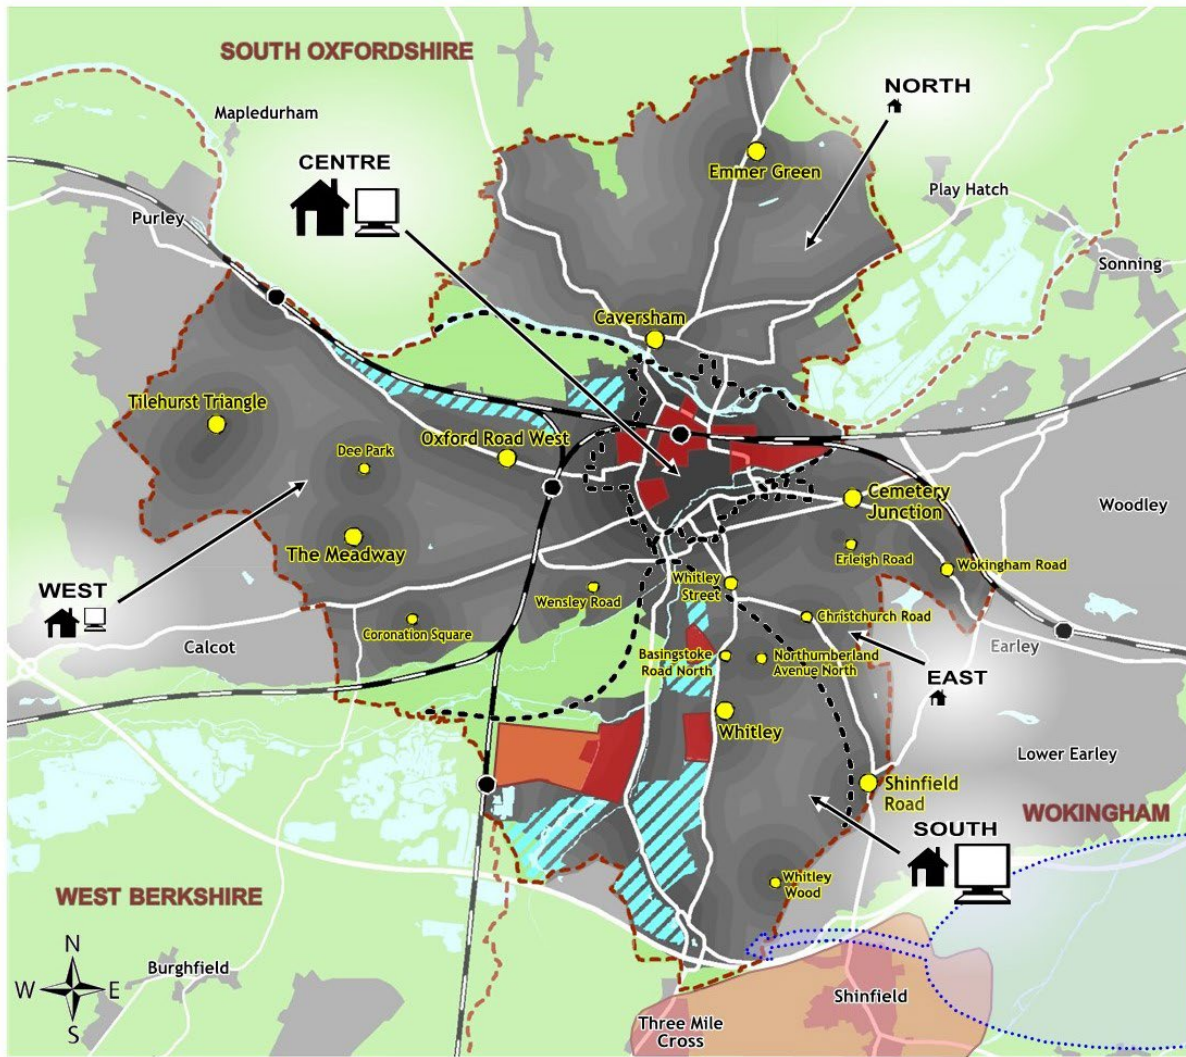 SOUTH OXFORDSHIRE
NORTH
Mapledurham
CENTRE
Emmer Green
Play Hatch
Purley
Sonning
Caversham
Tilehurst Triangle
Oxford Road West
Dee Park
Cemetery
Junction
Woodley
The Meadway
Erleigh Road
Wokingham Road
WEST
Whitley
Street
Wensley Road
Christchurch Road
Coronation Square
Calcot
Earley
Basingstoke
Road North
Northumberland
Avenue North
EAST
Whitley
Lower Earley
Shinfield
Road
WOKINGHAM
SOUTH
Whitley
Wood
WEST BERKSHIRE
N
W
E
S
Burghfield
Shinfield
Three Mile
Cross